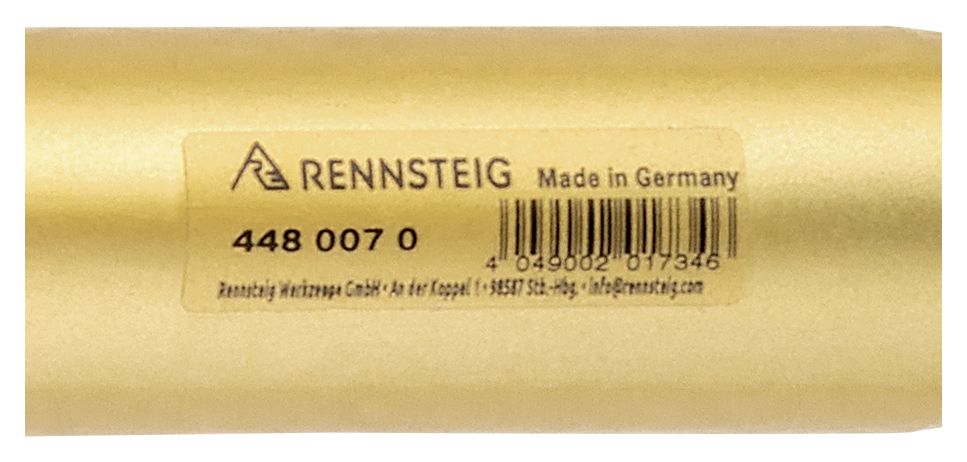 RENNSTEIG Made in Germany
448 007 0
4 049002 017346
Rennsteig Werkzeuge GmbH • An der Koppel 1 • 98587 Stb.-Hbg. • info@rennsteig.com